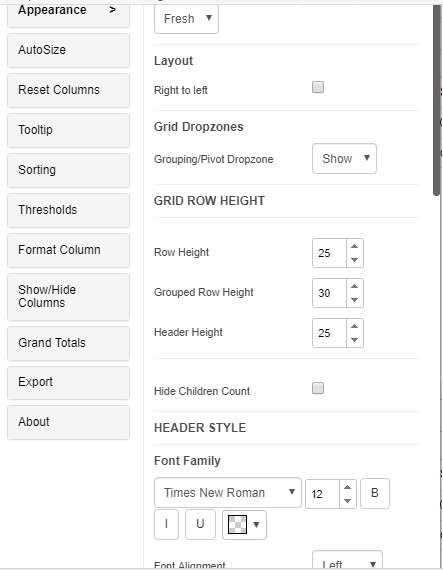 Appearance >
Fresh
AutoSize
Layout
Reset Columns
Right to left
Tooltip
Grid Dropzones
Grouping/Pivot Dropzone Show
Sorting
Thresholds
GRID ROW HEIGHT
Format Column
Row Height 25
Show/Hide
Columns
Grouped Row Height 30
Grand Totals
Header Height 25
Export
Hide Children Count
About
HEADER STYLE
Font Family
Times New Roman 12 B
I U
Font Alignment Left